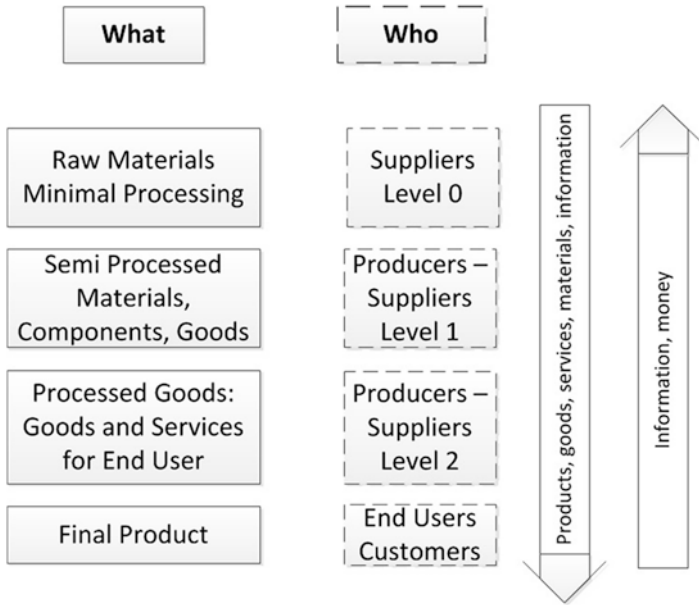 What
Who
Raw Materials
Minimal Processing
Suppliers
Level 0
Semi Processed
Materials,
Components, Goods
Producers –
Suppliers
Level 1
Processed Goods:
Goods and Services
for End User
Producers –
Suppliers
Level 2
Final Product
End Users
Customers
Products, goods, services, materials, information
Information, money